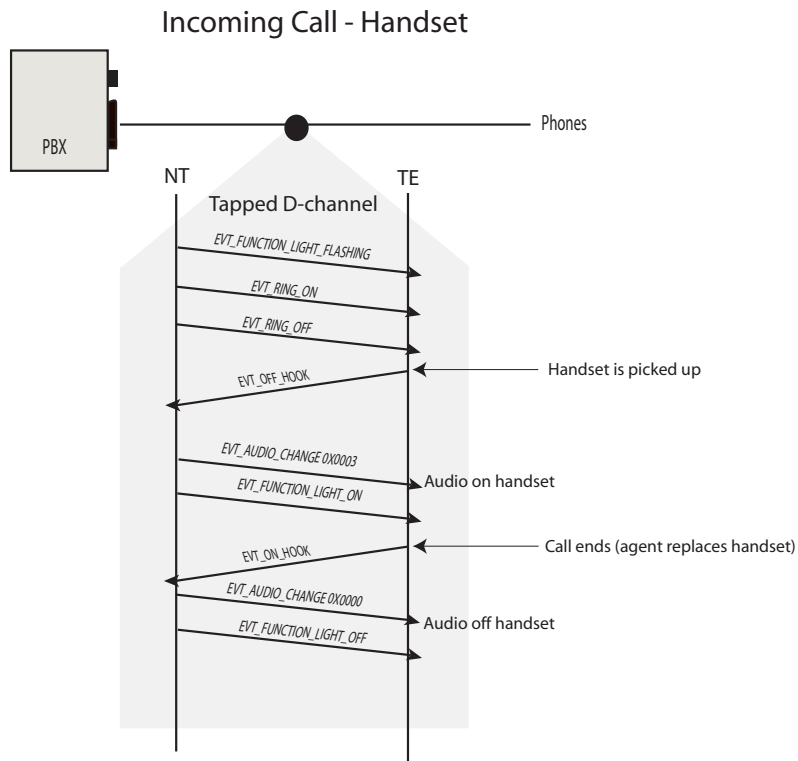 Incoming Call - Handset
PBX
Phones
NT
TE
Tapped D-channel
EVT_FUNCTION_LIGHT_FLASHING
EVT_RING_ON
EVT_RING_OFF
Handset is picked up
EVT_OFF_HOOK
EVT_AUDIO_CHANGE 0X0003
Audio on handset
EVT_FUNCTION_LIGHT_ON
Call ends (agent replaces handset)
EVT_ON_HOOK
EVT_AUDIO_CHANGE 0X0000
Audio off handset
EVT_FUNCTION_LIGHT_OFF